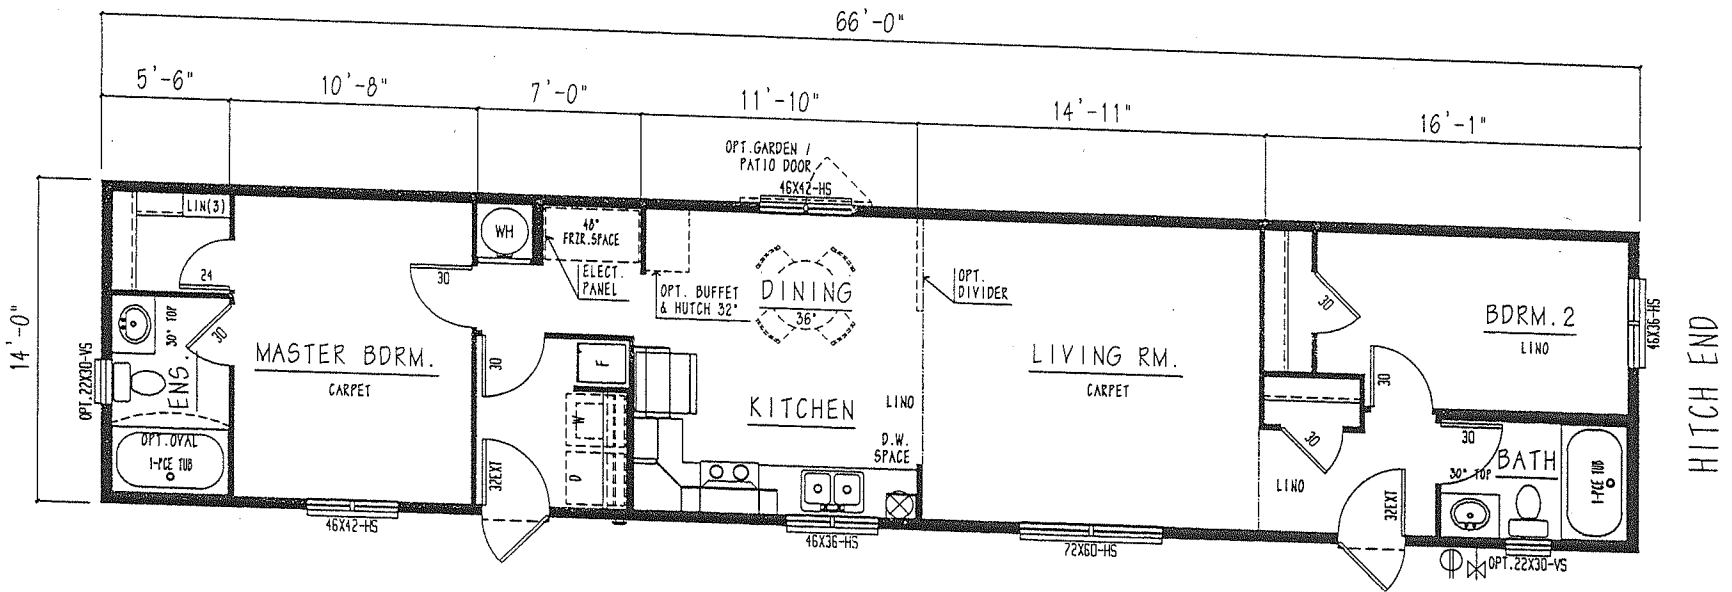 66'-0"
5'-6"
10'-8"
7'-0"
11'-10"
14'-11"
16'-1"
14'-0"
OPT.GARDEN /
PATIO DOOR
46X42-HS
LIN(3)
24
30
30" TOP
ENS.
OPT.22X30-VS
OPT.OVAL
1-PCE TUB
MASTER BDRM.
CARPET
46X42-HS
30
WH
48"
FRZR.SPACE
ELECT.
PANEL
30
F
W
D
32EXT
OPT. BUFFET
& HUTCH 32"
DINING
36"
KITCHEN
LINO
D.W.
SPACE
46X36-HS
OPT.
DIVIDER
LIVING RM.
CARPET
72X60-HS
30
BDRM. 2
LINO
46X36-HS
30
30
LINO
32EXT
30
30" TOP
BATH
1-PCE TUB
OPT.22X30-VS
HITCH END